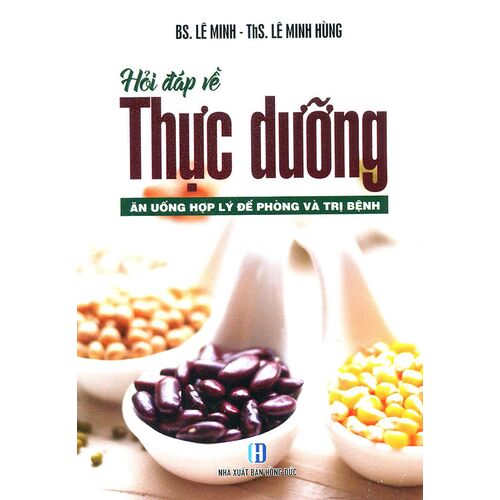 BS. LÊ MINH - ThS. LÊ MINH HÙNG
Hỏi đáp về
Thực dưỡng
ĂN UỐNG HỢP LÝ ĐỂ PHÒNG VÀ TRỊ BỆNH
H
NHÀ XUẤT BẢN HỒNG ĐỨC